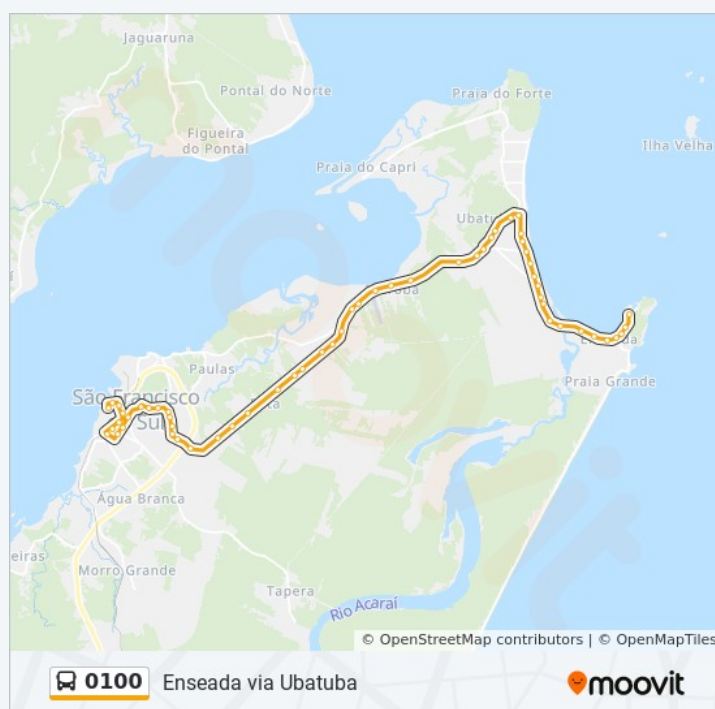 Jaguaruna
Pontal do Norte
Praia do Forte
Figueira
do Pontal
Ilha Velha
Praia do Capri
Paulas
Praia Grande
São Francisco
Sul
Água Branca
eiras
Morro Grande
Tapera
Rio Acaraí
© OpenStreetMap contributors | © OpenMapTiles
0100
Enseada via Ubatuba
moovit